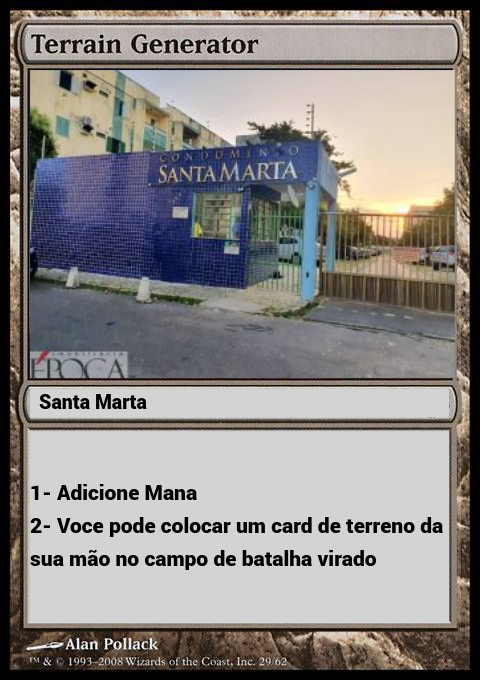 Terrain Generator
CONDOMINIO
SANTA MARTA
imobiliária
ÉPOCA
Santa Marta
1- Adicione Mana
2- Voce pode colocar um card de terreno da
sua mão no campo de batalha virado
Alan Pollack
™ & © 1993–2008 Wizards of the Coast, Inc. 29/62